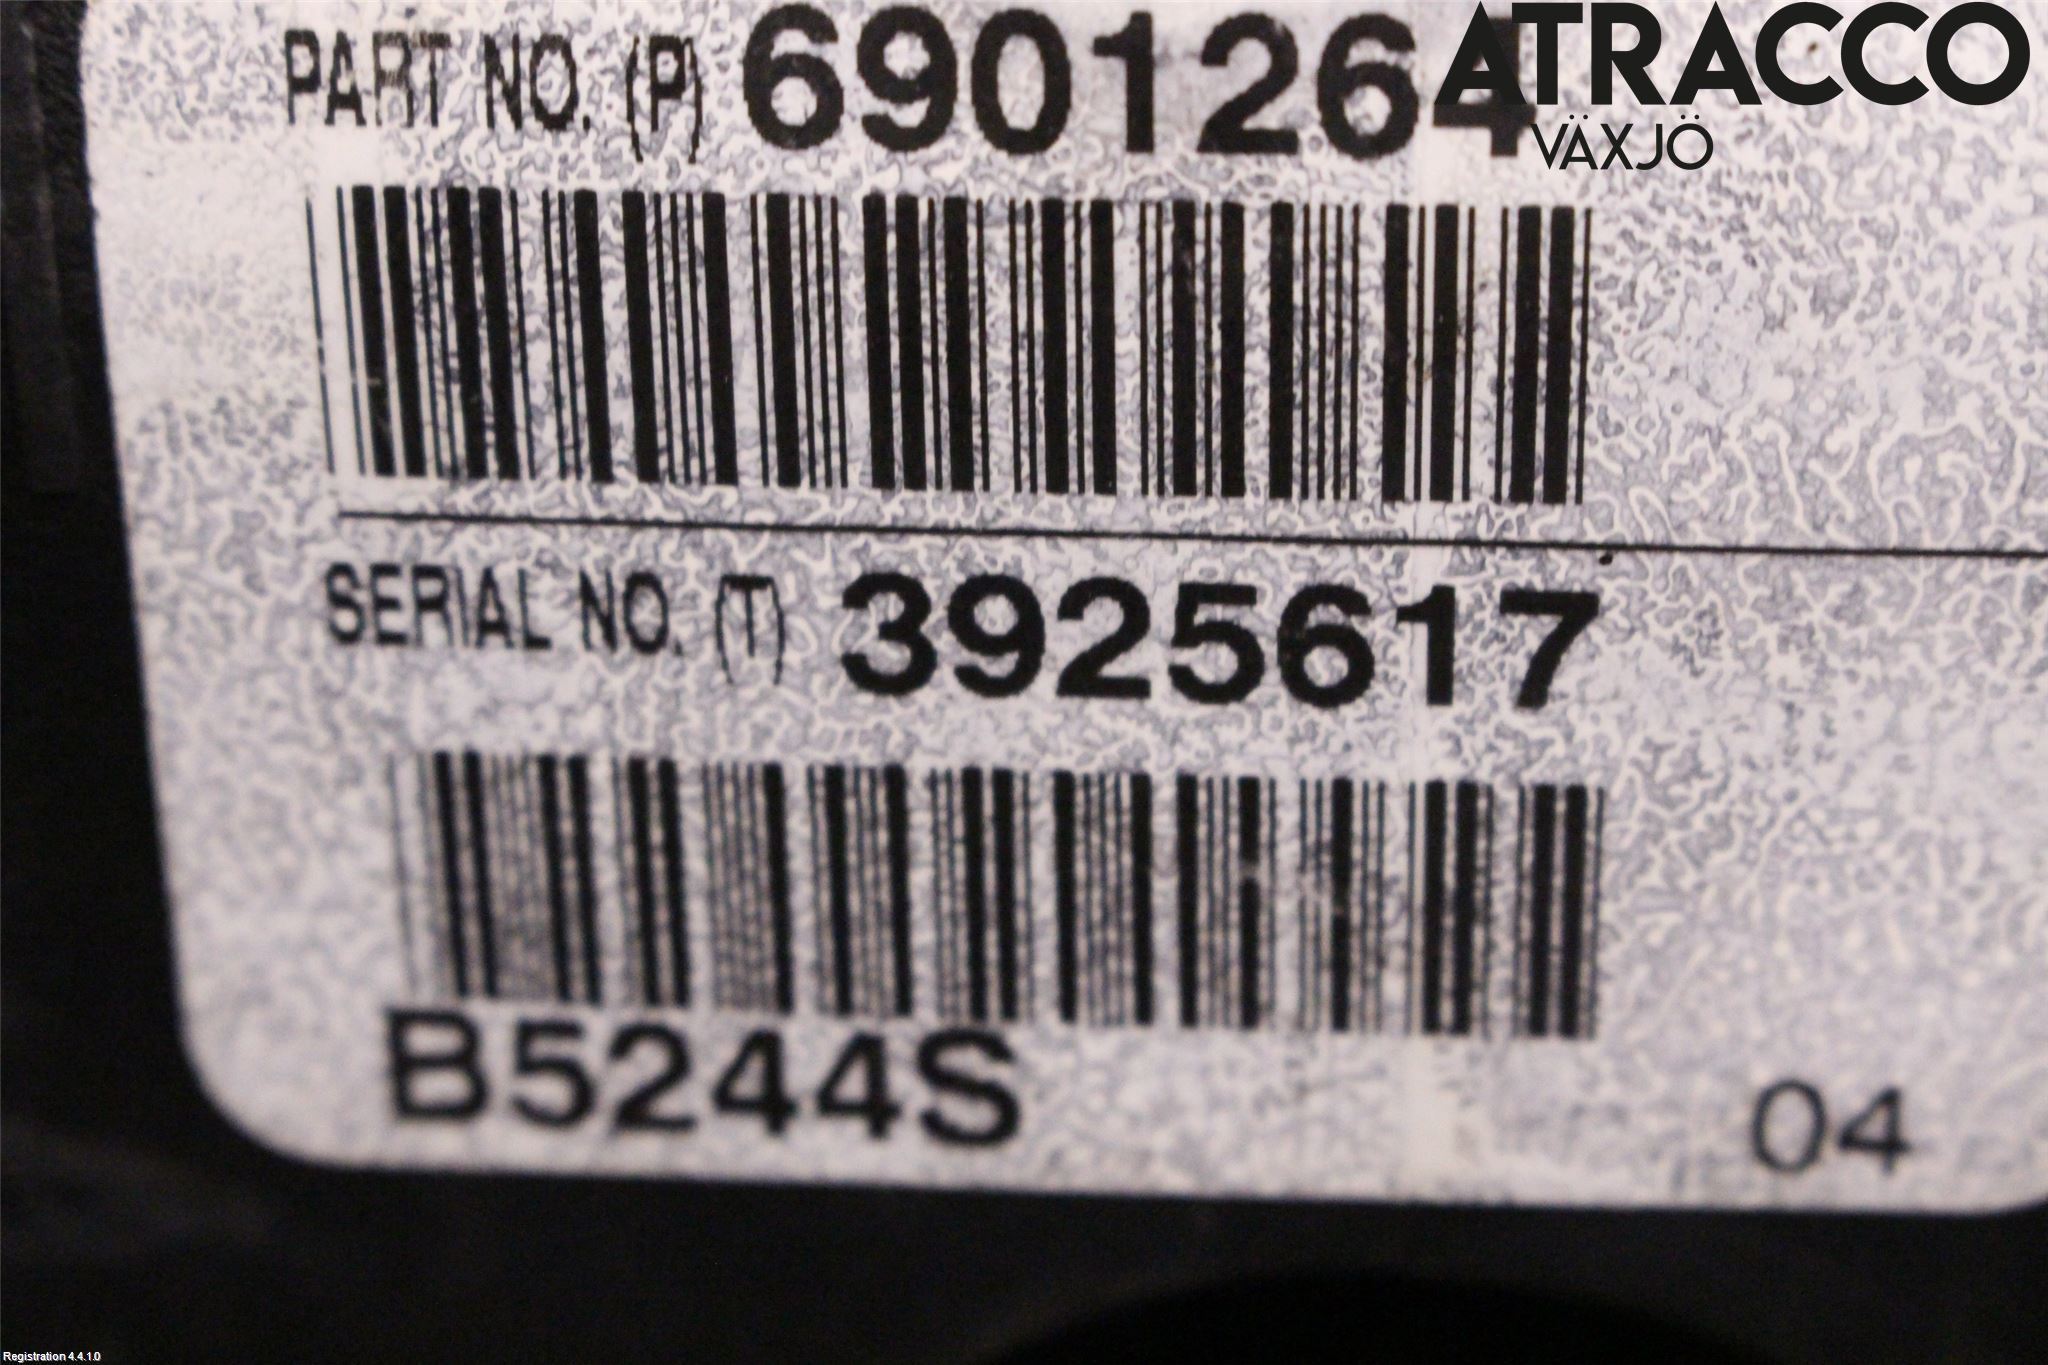 PART NO. (P) 6901264
ATRACCO
VÄXJÖ
SERIAL NO. (T) 3925617
B5244S
04
Registration 4.4.1.0